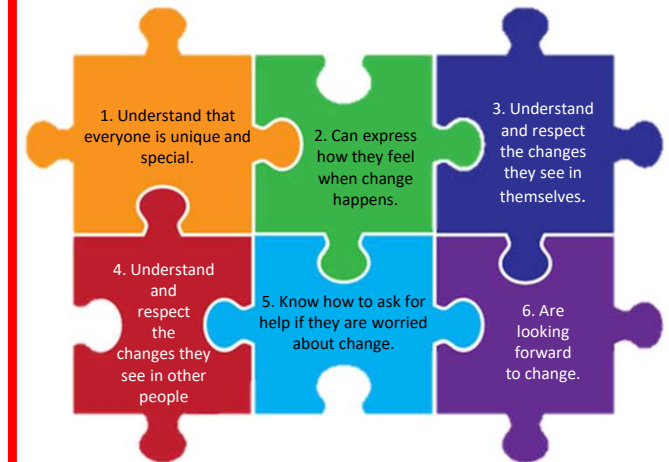 1. Understand that
everyone is unique and
special.
2. Can express
how they feel
when change
happens.
3. Understand
and respect
the changes
they see in
themselves.
4. Understand
and
respect
the
changes they
see in other
people
5. Know how to ask for
help if they are worried
about change.
6. Are
looking
forward
to change.